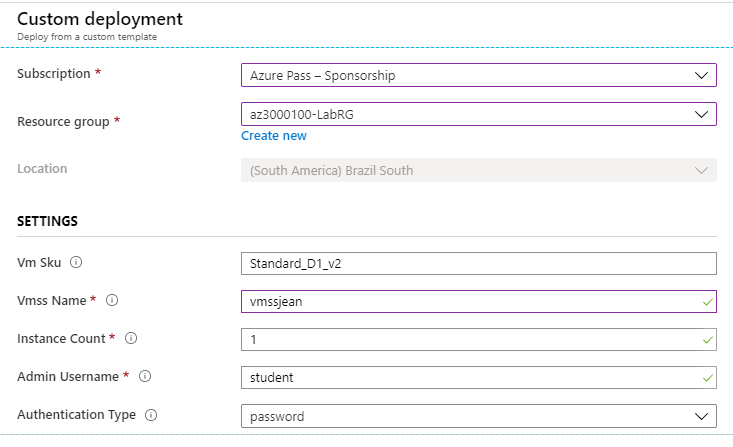 Custom deployment
Deploy from a custom template
Subscription * Azure Pass – Sponsorship
Resource group * az3000100-LabRG
Create new
Location (South America) Brazil South
SETTINGS
Vm Sku Standard_D1_v2
Vmss Name * vmssjean
Instance Count * 1
Admin Username * student
Authentication Type password